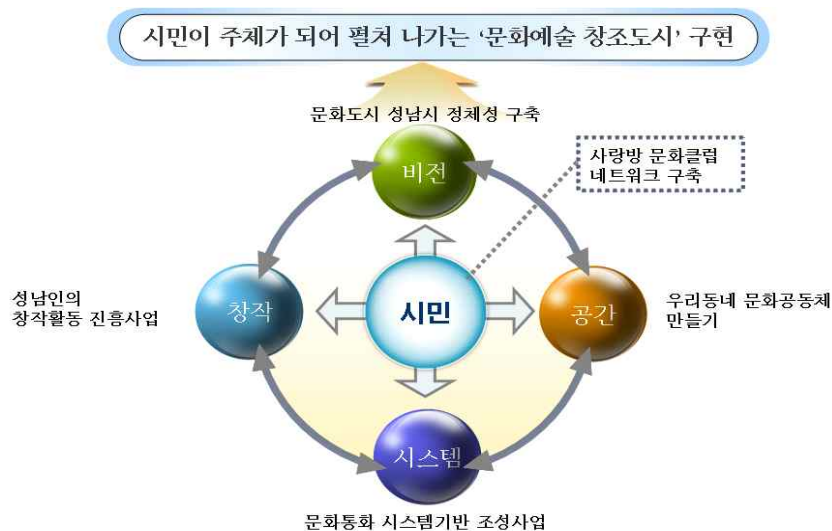 시민이 주체가 되어 펼쳐 나가는 ‘문화예술 창조도시’ 구현
문화도시 성남시 정체성 구축
비전
사랑방 문화클럽
네트워크 구축
성남인의
창작활동 진흥사업
창작
시민
공간
우리동네 문화공동체
만들기
시스템
문화통화 시스템기반 조성사업